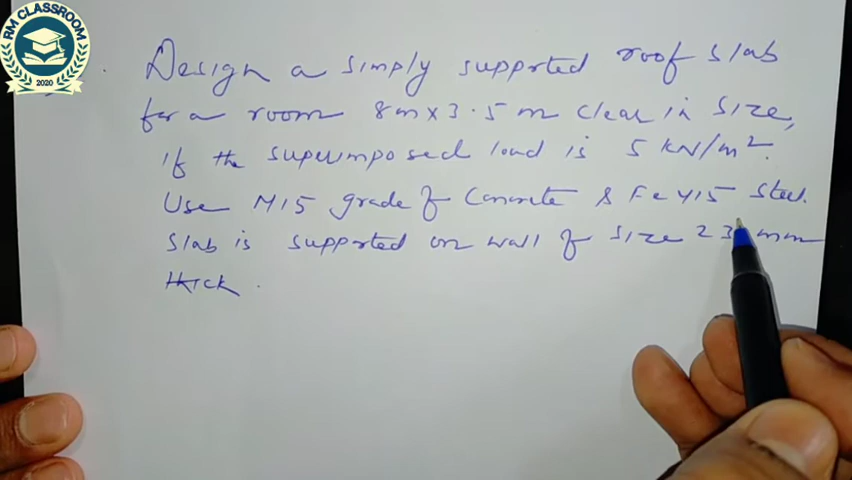 RM CLASSROOM
2020
Design a simply supported roof slab
for a room 8m x 3.5 m clear in size,
if the superimposed load is 5 kN/m².
Use M15 grade of Concrete & Fe 415 steel.
Slab is supported on wall of size 23 mm
thick.